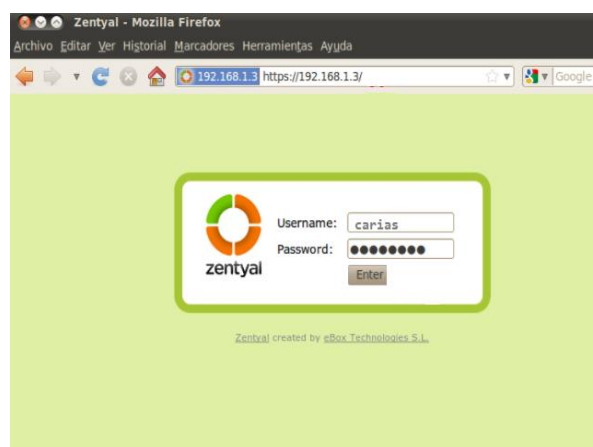 Zentyal - Mozilla Firefox
Archivo Editar Ver Historial Marcadores Herramientas Ayuda
192.168.1.3 https://192.168.1.3/ Google
Username: carias
Password: ●●●●●●●●
zentyal
Enter
Zentyal created by eBox Technologies S.L.